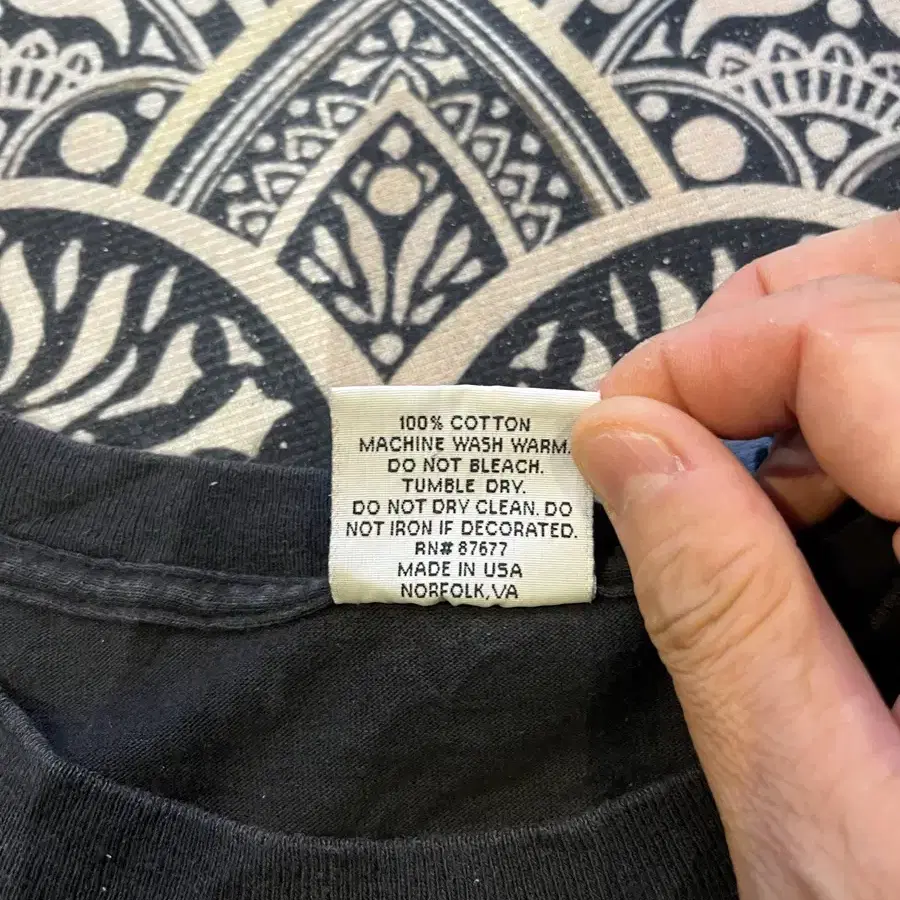 100% COTTON
MACHINE WASH WARM.
DO NOT BLEACH.
TUMBLE DRY.
DO NOT DRY CLEAN. DO
NOT IRON IF DECORATED.
RN# 87677
MADE IN USA
NORFOLK, VA